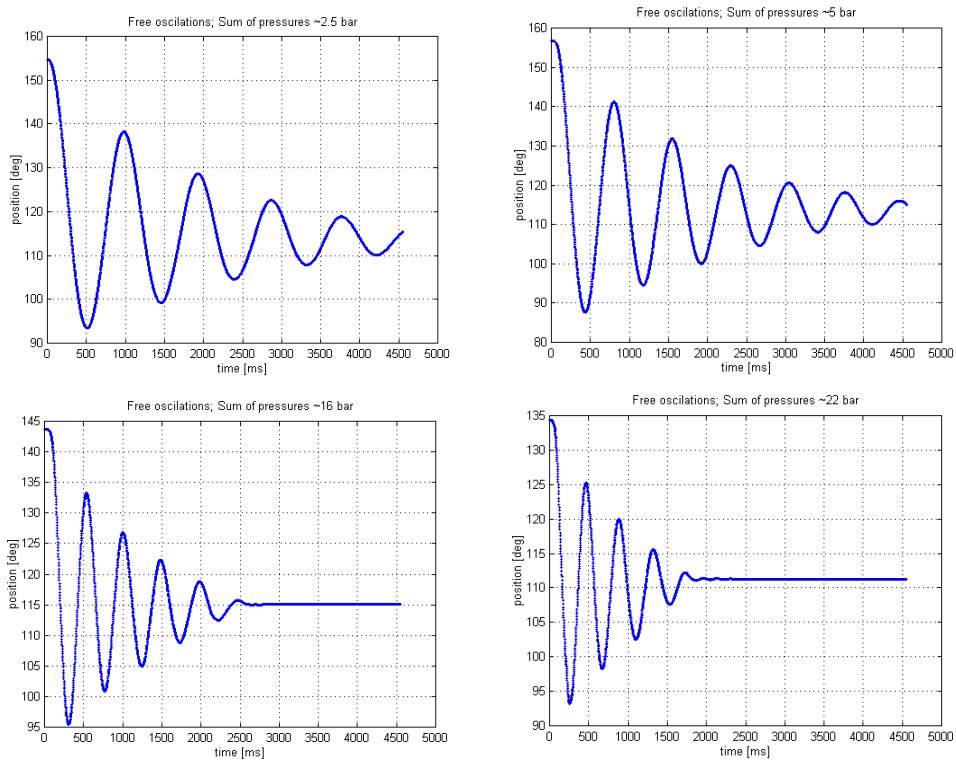 Free oscilations; Sum of pressures ~2.5 bar
160
150
140
130
120
110
100
90
position [deg]
0 500 1000 1500 2000 2500 3000 3500 4000 4500 5000
time [ms]
Free oscilations; Sum of pressures ~5 bar
160
150
140
130
120
110
100
90
80
position [deg]
0 500 1000 1500 2000 2500 3000 3500 4000 4500 5000
time [ms]
Free oscilations; Sum of pressures ~16 bar
145
140
135
130
125
120
115
110
105
100
95
position [deg]
0 500 1000 1500 2000 2500 3000 3500 4000 4500 5000
time [ms]
Free oscilations; Sum of pressures ~22 bar
135
130
125
120
115
110
105
100
95
90
position [deg]
0 500 1000 1500 2000 2500 3000 3500 4000 4500 5000
time [ms]